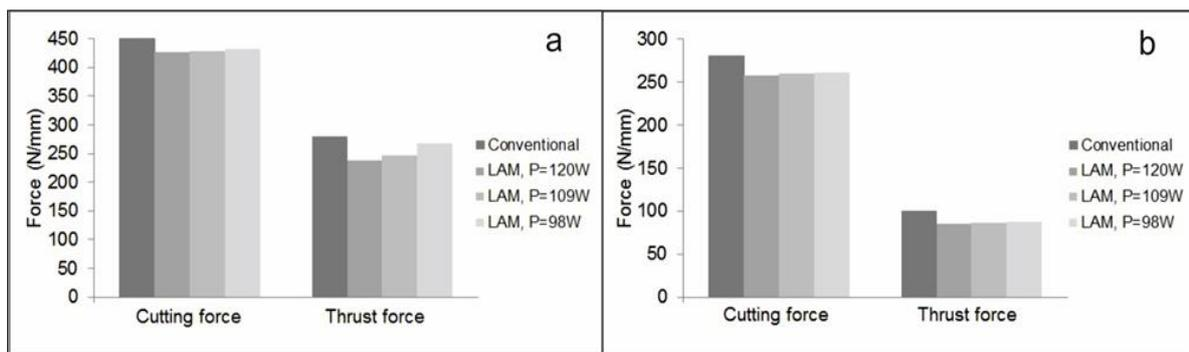 a
Force (N/mm)
450
400
350
300
250
200
150
100
50
0
Cutting force
Thrust force
Conventional
LAM, P=120W
LAM, P=109W
LAM, P=98W
b
Force (N/mm)
300
250
200
150
100
50
0
Cutting force
Thrust force
Conventional
LAM, P=120W
LAM, P=109W
LAM, P=98W